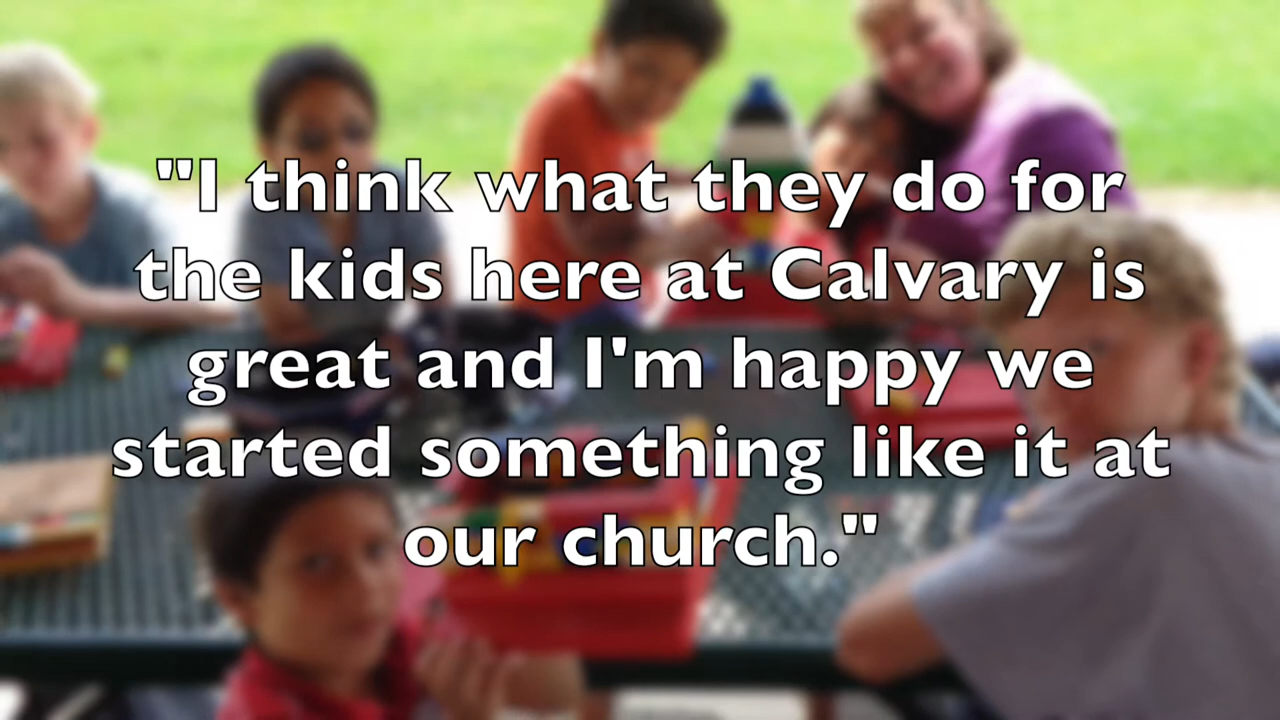 "I think what they do for
the kids here at Calvary is
great and I'm happy we
started something like it at
our church."